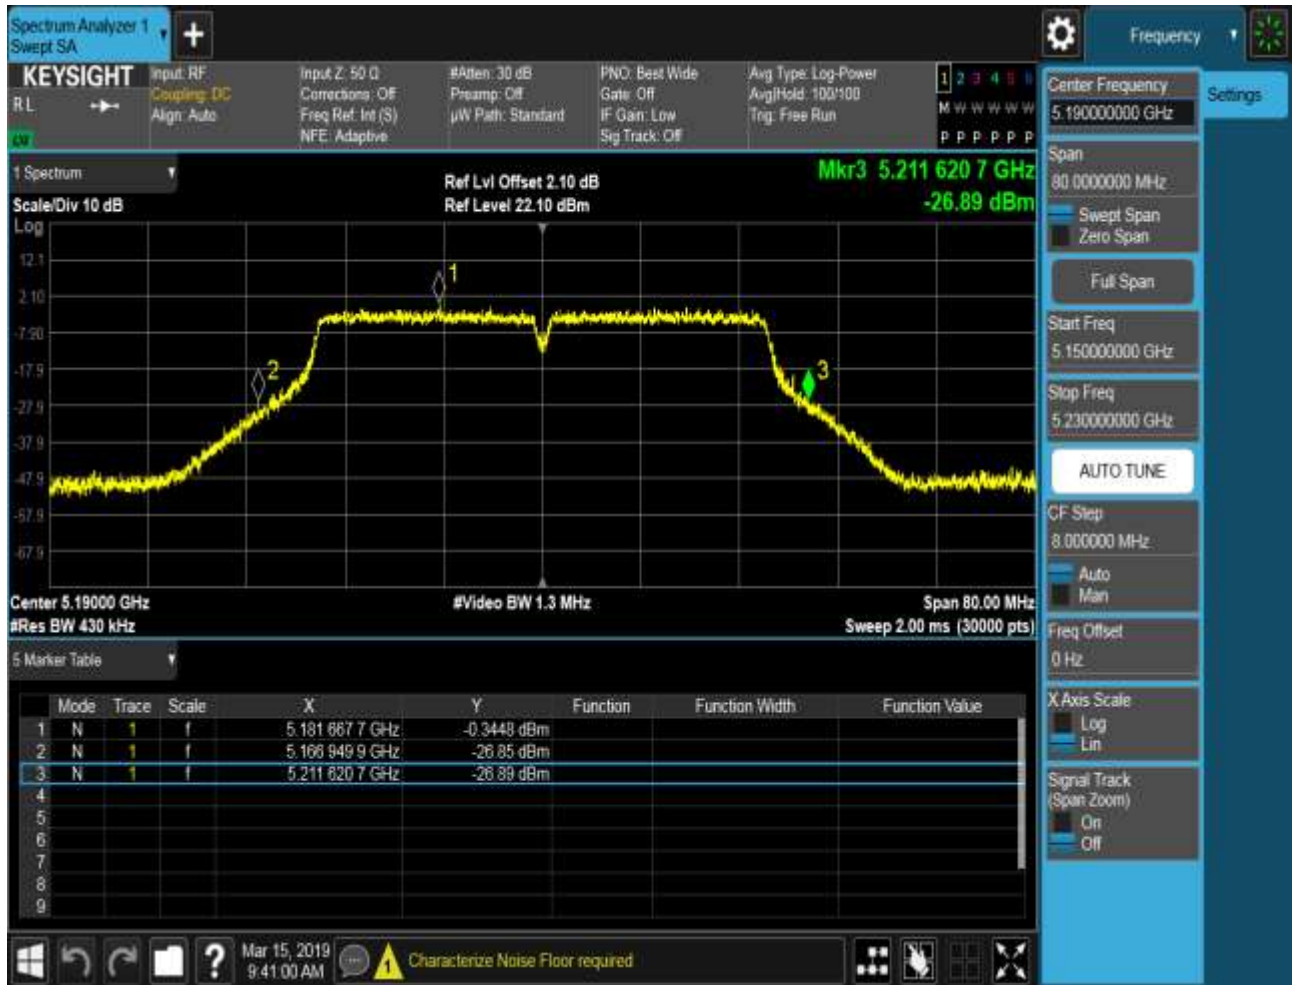 Spectrum Analyzer 1
Swept SA
Frequency
KEYSIGHT
R L
Input: RF
Coupling: DC
Align: Auto
Input Z: 50 Ω
Corrections: Off
Freq Ref: Int (S)
NFE: Adaptive
#Atten: 30 dB
Preamp: Off
µW Path: Standard
PNO: Best Wide
Gate: Off
IF Gain: Low
Sig Track: Off
Avg Type: Log-Power
Avg|Hold: 100/100
Trig: Free Run
1 2 3 4 5 6
M W W W W W
P P P P P P
1 Spectrum
Scale/Div 10 dB
Ref Lvl Offset 2.10 dB
Ref Level 22.10 dBm
Mkr3 5.211 620 7 GHz
-26.89 dBm
Log
12.1
2.10
-7.90
-17.9
-27.9
-37.9
-47.9
-57.9
-67.9
1
2
3
Center 5.19000 GHz
#Res BW 430 kHz
#Video BW 1.3 MHz
Span 80.00 MHz
Sweep 2.00 ms (30000 pts)
5 Marker Table
Mode Trace Scale X Y Function Function Width Function Value
1 N 1 f 5.181 667 7 GHz -0.3448 dBm
2 N 1 f 5.166 949 9 GHz -26.85 dBm
3 N 1 f 5.211 620 7 GHz -26.89 dBm
4
5
6
7
8
9
Center Frequency
5.190000000 GHz
Settings
Span
80.0000000 MHz
Swept Span
Zero Span
Full Span
Start Freq
5.150000000 GHz
Stop Freq
5.230000000 GHz
AUTO TUNE
CF Step
8.000000 MHz
Auto
Man
Freq Offset
0 Hz
X Axis Scale
Log
Lin
Signal Track
(Span Zoom)
On
Off
?
Mar 15, 2019
9:41:00 AM
1
Characterize Noise Floor required